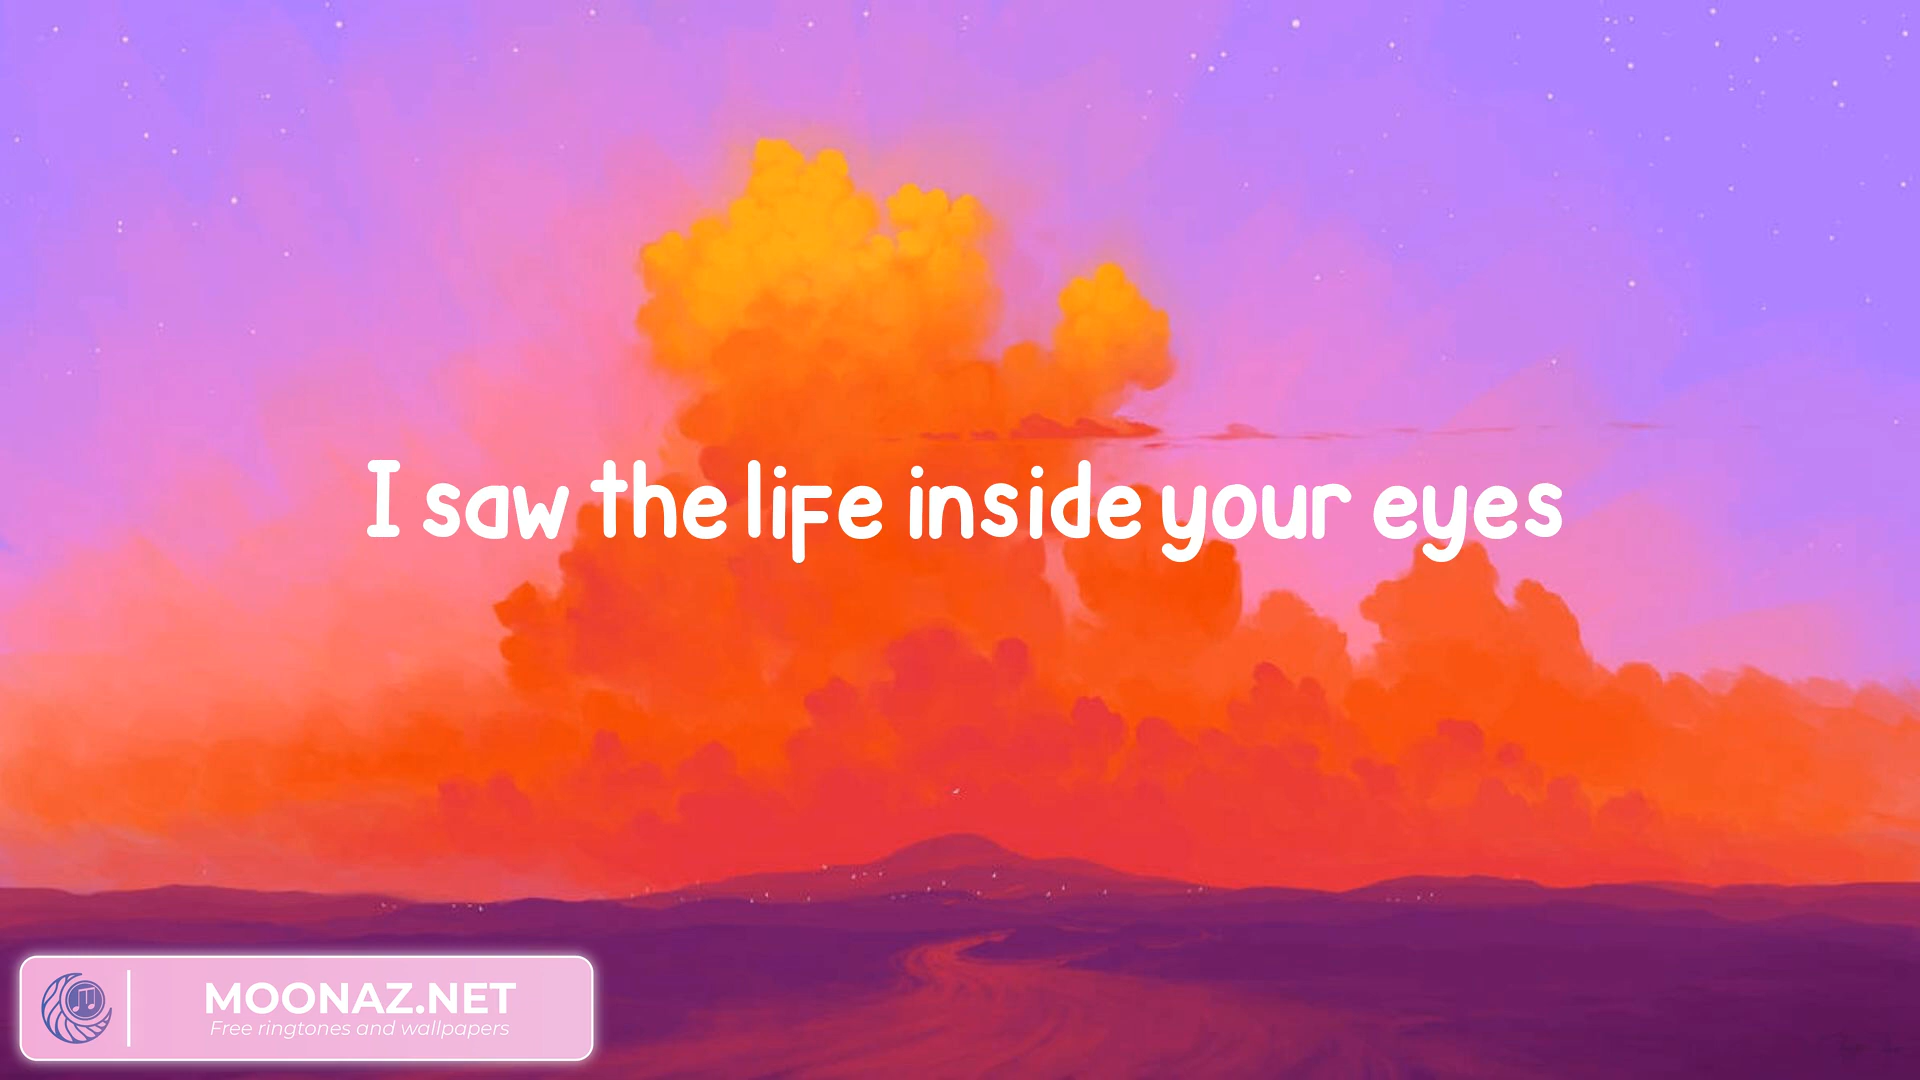 I saw the life inside your eyes
MOONAZ.NET
Free ringtones and wallpapers